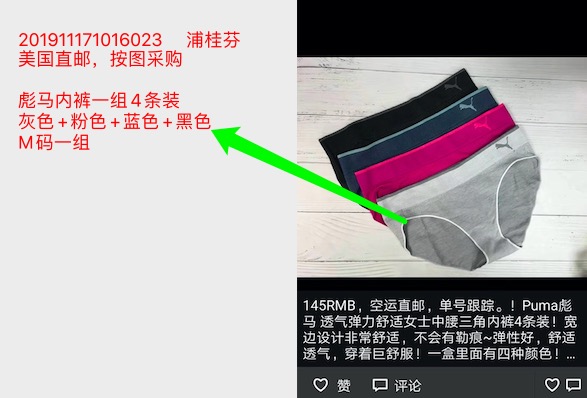 201911171016023 浦桂芬
美国直邮，按图采购
彪马内裤一组4条装
灰色+粉色+蓝色+黑色
M码一组
145RMB，空运直邮，单号跟踪。！Puma彪
马 透气弹力舒适女士中腰三角内裤4条装！宽
边设计非常舒适，不会有勒痕~弹性好，舒适
透气，穿着巨舒服！一盒里面有四种颜色！...
赞 评论